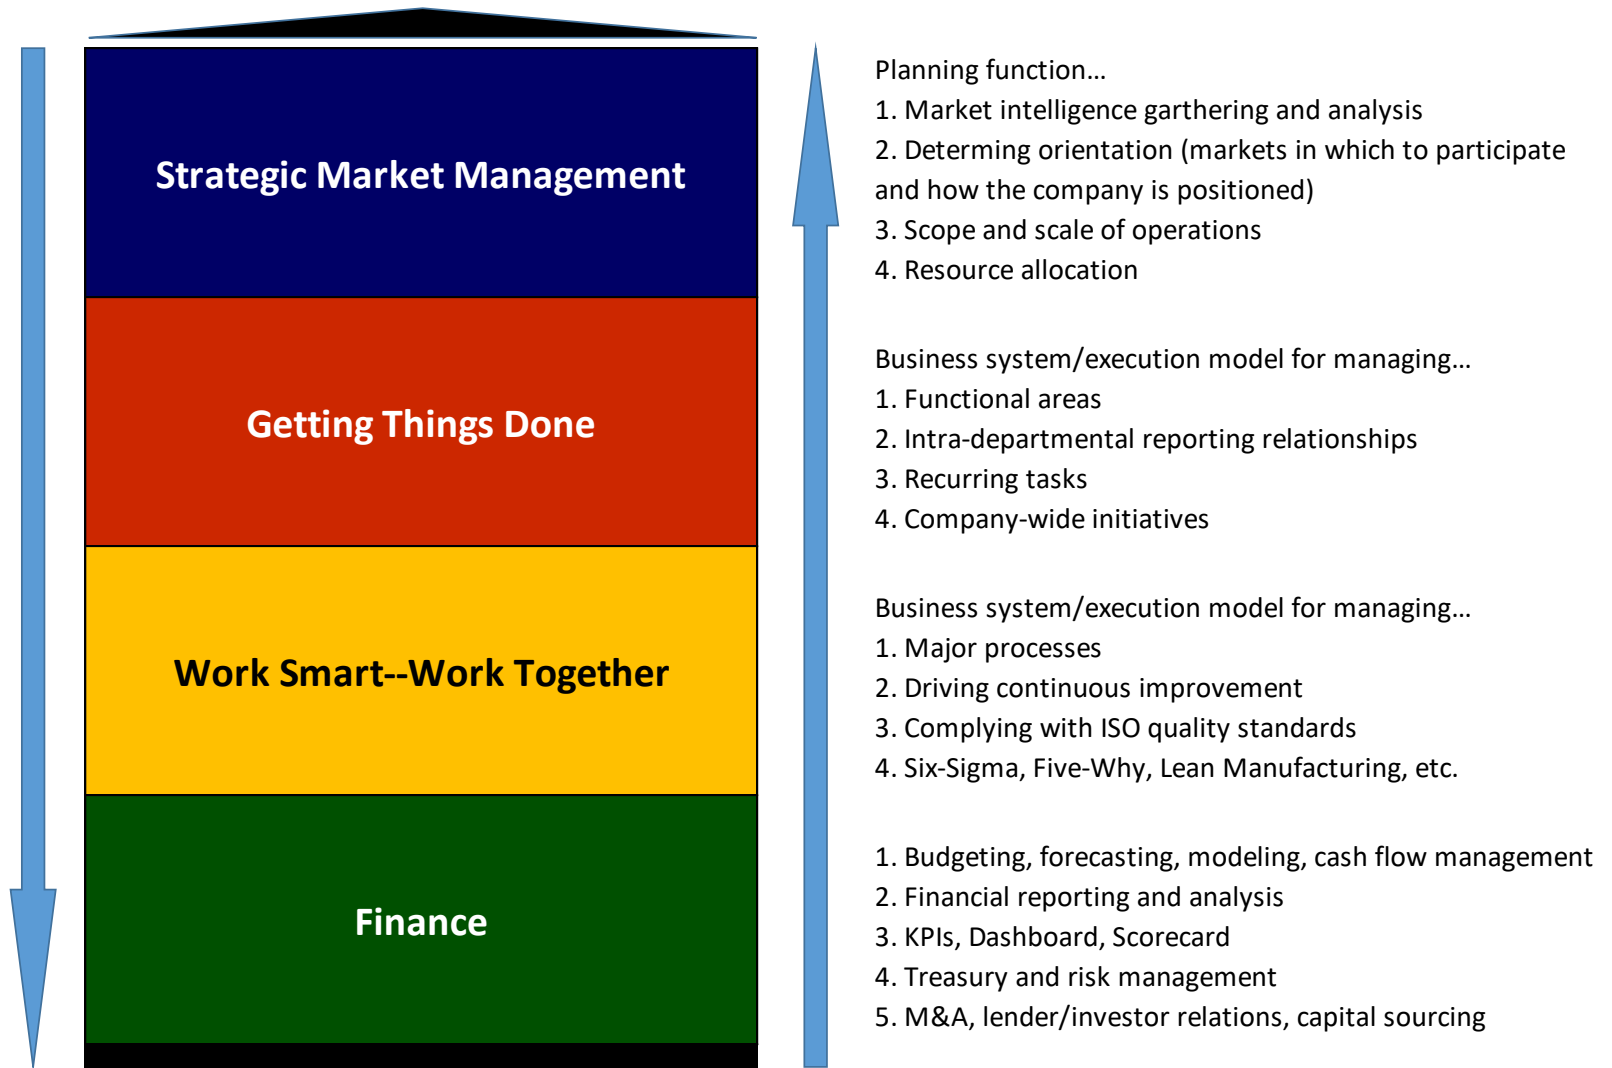 Strategic Market Management
Planning function…
1. Market intelligence garthering and analysis
2. Determing orientation (markets in which to participate
and how the company is positioned)
3. Scope and scale of operations
4. Resource allocation
Getting Things Done
Business system/execution model for managing…
1. Functional areas
2. Intra-departmental reporting relationships
3. Recurring tasks
4. Company-wide initiatives
Work Smart--Work Together
Business system/execution model for managing…
1. Major processes
2. Driving continuous improvement
3. Complying with ISO quality standards
4. Six-Sigma, Five-Why, Lean Manufacturing, etc.
Finance
1. Budgeting, forecasting, modeling, cash flow management
2. Financial reporting and analysis
3. KPIs, Dashboard, Scorecard
4. Treasury and risk management
5. M&A, lender/investor relations, capital sourcing